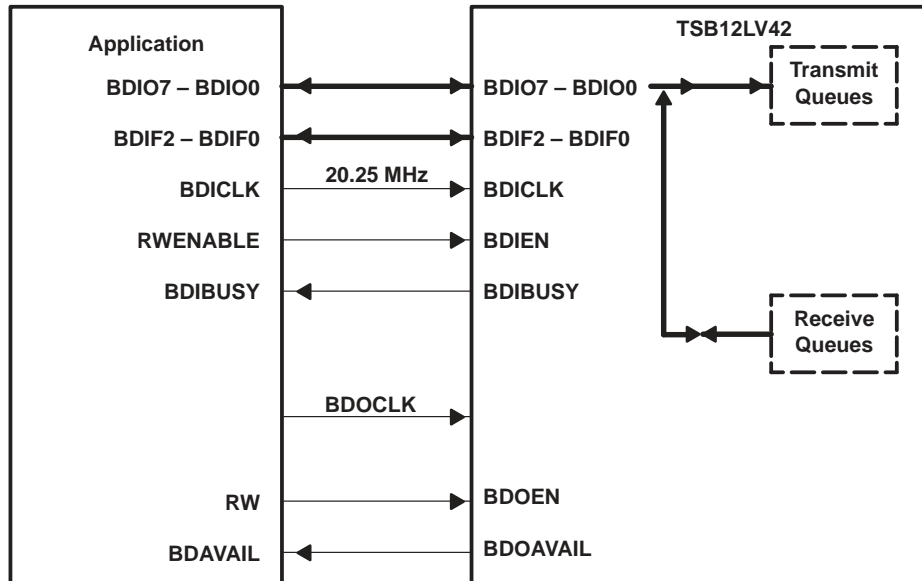 TSB12LV42
Application
Transmit
Queues
BDIO7 – BDIO0
BDIO7 – BDIO0
BDIF2 – BDIF0
BDIF2 – BDIF0
20.25 MHz
BDICLK
BDICLK
RWENABLE
BDIEN
BDIBUSY
BDIBUSY
Receive
Queues
BDOCLK
RW
BDOEN
BDAVAIL
BDOAVAIL